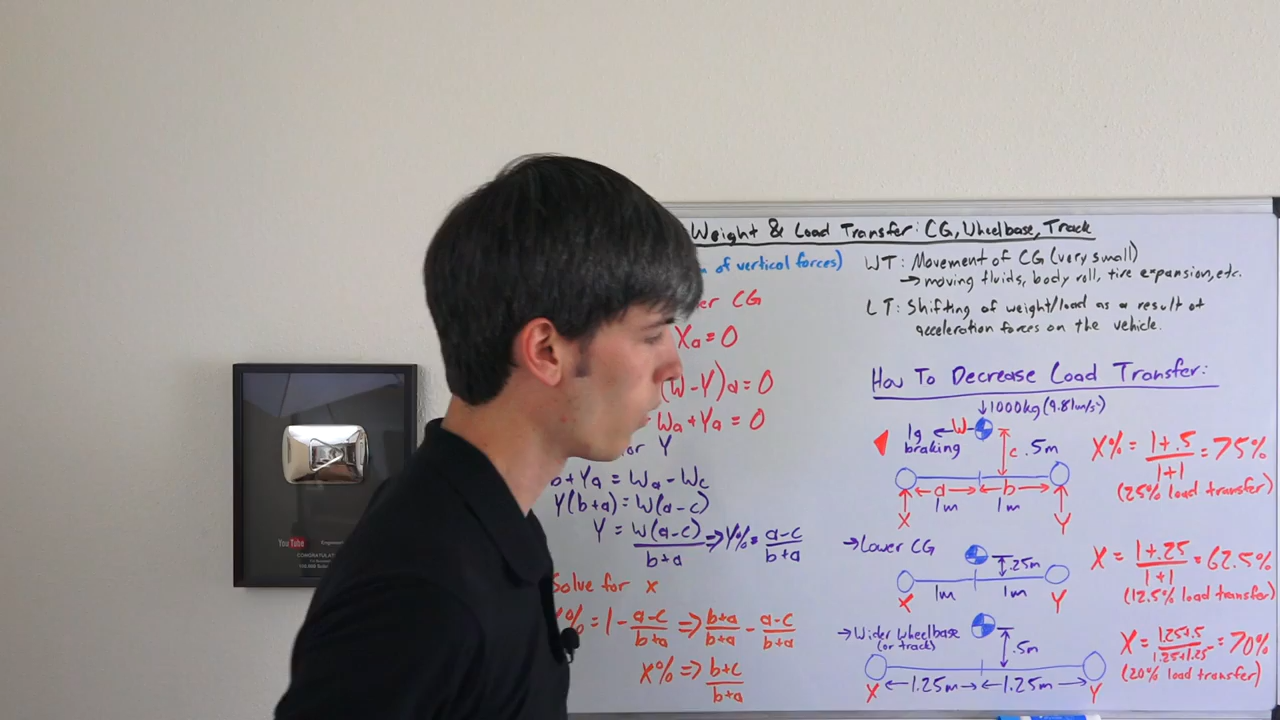 Weight & Load Transfer: CG, Wheelbase, Track
of vertical forces)
er CG
Xa = 0
(W-Y)a = 0
Wa + Ya = 0
or Y
b + Ya = Wa - Wc
Y(b+a) = W(a-c)
Y = W(a-c) / b+a => Y% = a-c / b+a
Solve for x
% = 1 - a-c / b+a => b+a / b+a - a-c / b+a
X% => b+c / b+a
WT: Movement of CG (very small)
→ moving fluids, body roll, tire expansion, etc.
LT: Shifting of weight/load as a result of
acceleration forces on the vehicle.
How To Decrease Load Transfer:
↓1000kg (9.81m/s²)
1g ← W
braking
c .5m
← a → ← b →
1m 1m
X Y
X% = 1+.5 / 1+1 = 75%
(25% load transfer)
→ Lower CG
.25m
1m 1m
X Y
X = 1+.25 / 1+1 = 62.5%
(12.5% load transfer)
→ Wider wheelbase
(or track)
.5m
X ← 1.25m → ← 1.25m → Y
X = 1.25+.5 / 1.25+1.25 = 70%
(20% load transfer)
YouTube